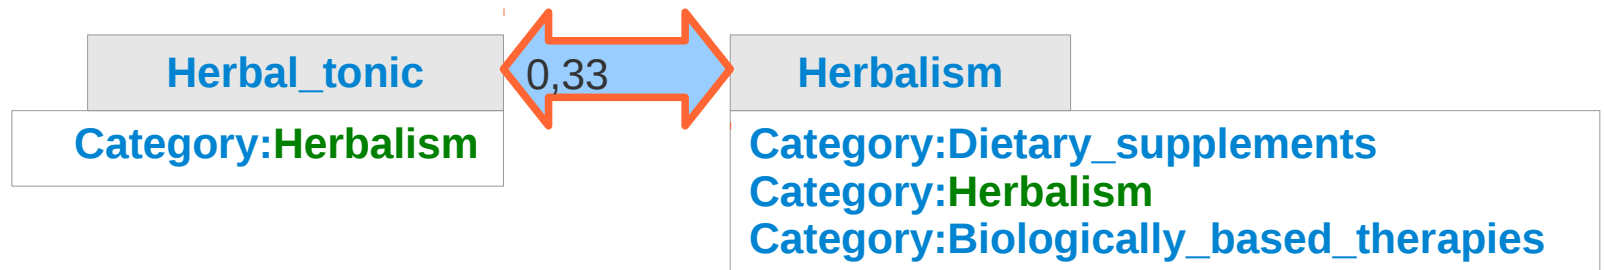 Herbal_tonic
0,33
Herbalism
Category:Herbalism
Category:Dietary_supplements
Category:Herbalism
Category:Biologically_based_therapies